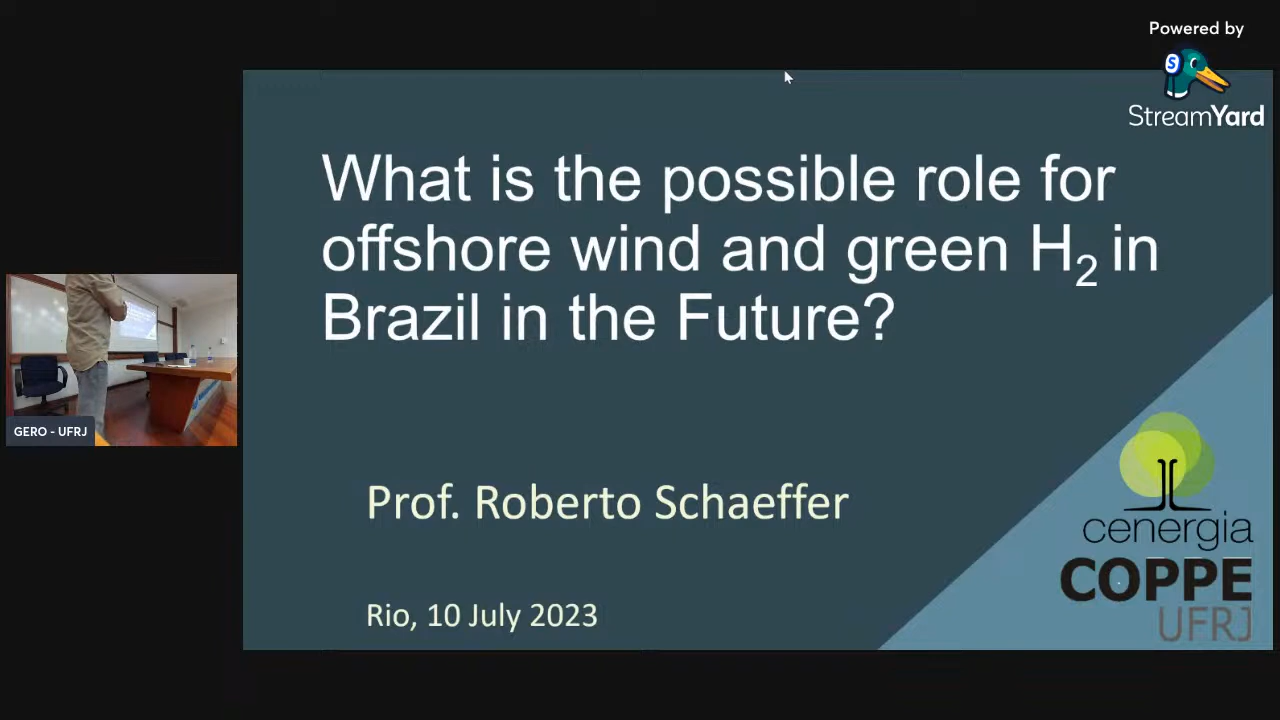 Powered by
StreamYard
What is the possible role for
offshore wind and green H₂ in
Brazil in the Future?
GERO - UFRJ
Prof. Roberto Schaeffer
cenergia
COPPE
UFRJ
Rio, 10 July 2023